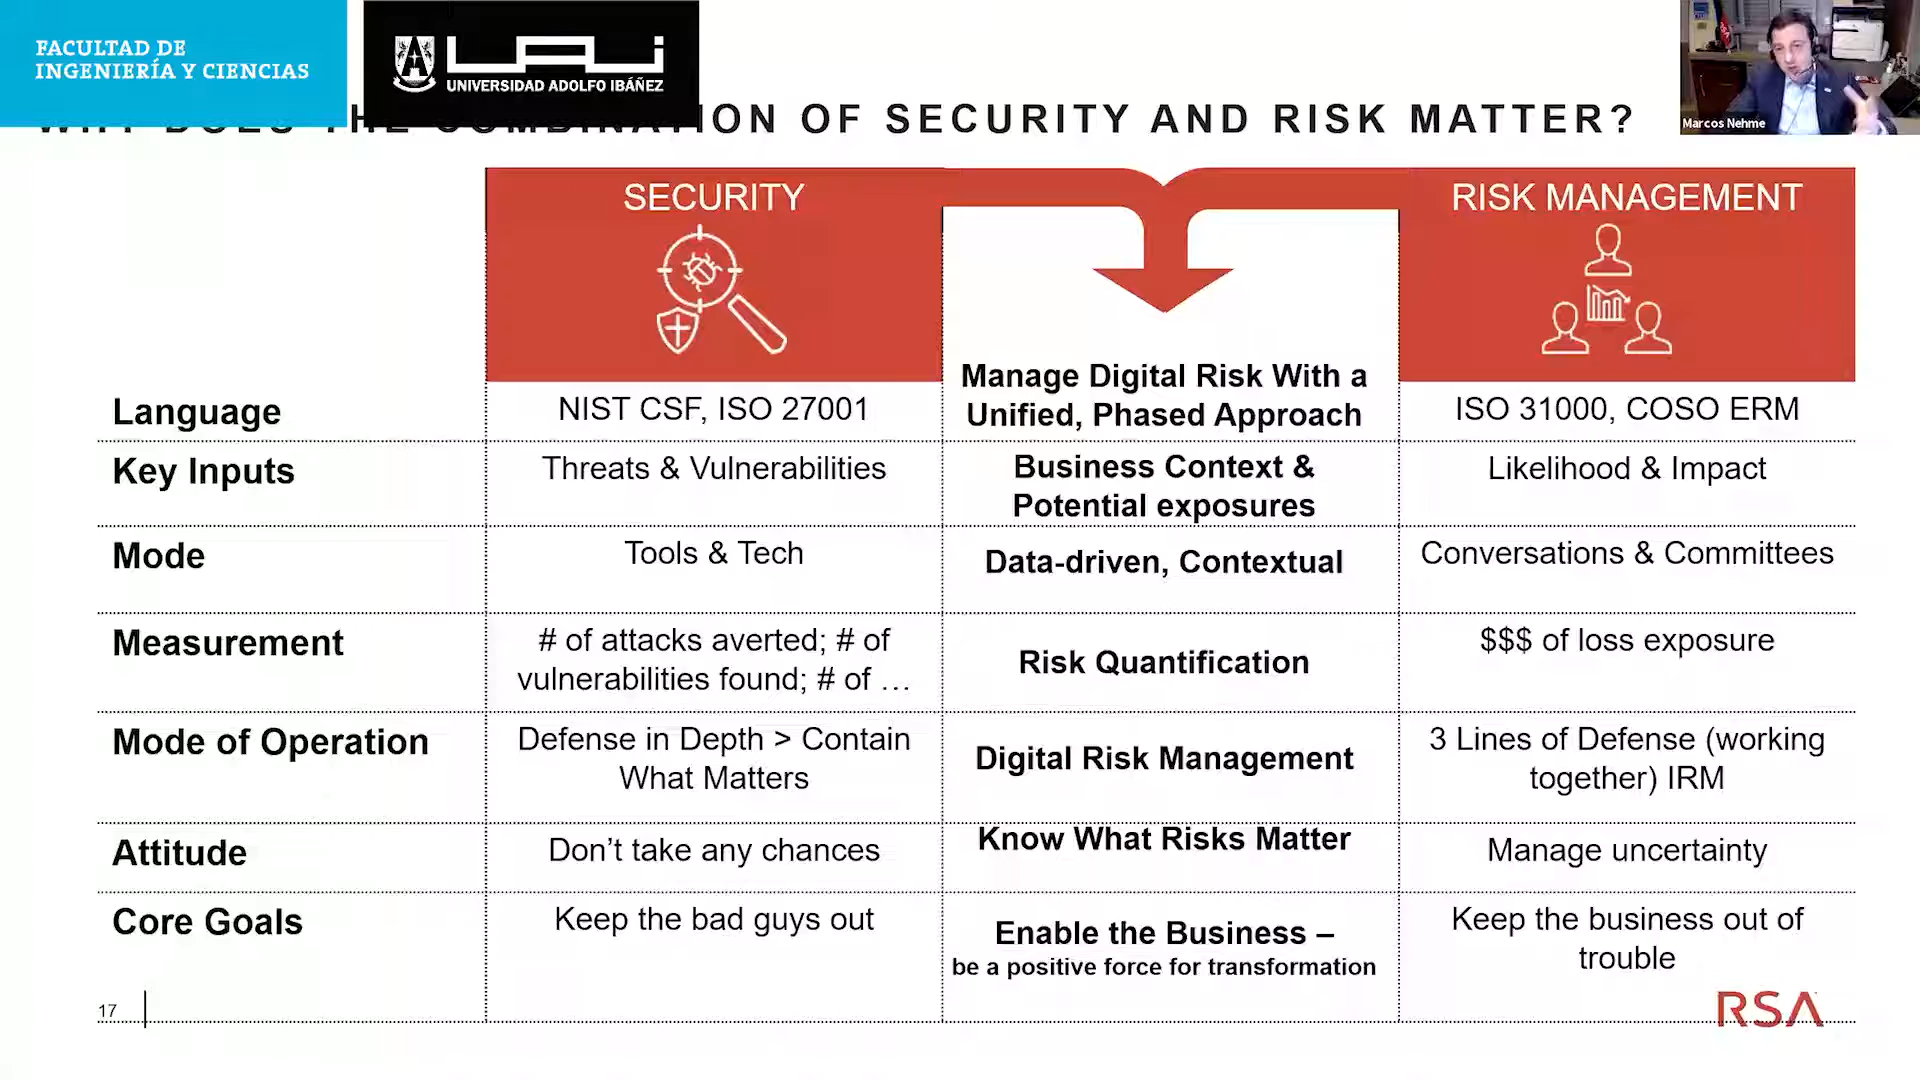 FACULTAD DE
INGENIERÍA Y CIENCIAS
UAI
UNIVERSIDAD ADOLFO IBÁÑEZ
WHY DOES THE COMBINATION OF SECURITY AND RISK MATTER?
Marcos Nehme
SECURITY
RISK MANAGEMENT
Manage Digital Risk With a
Unified, Phased Approach
Language
NIST CSF, ISO 27001
ISO 31000, COSO ERM
Key Inputs
Threats & Vulnerabilities
Business Context &
Potential exposures
Likelihood & Impact
Mode
Tools & Tech
Data-driven, Contextual
Conversations & Committees
Measurement
# of attacks averted; # of
vulnerabilities found; # of …
Risk Quantification
$$$ of loss exposure
Mode of Operation
Defense in Depth > Contain
What Matters
Digital Risk Management
3 Lines of Defense (working
together) IRM
Attitude
Don’t take any chances
Know What Risks Matter
Manage uncertainty
Core Goals
Keep the bad guys out
Enable the Business –
be a positive force for transformation
Keep the business out of
trouble
17
RSA